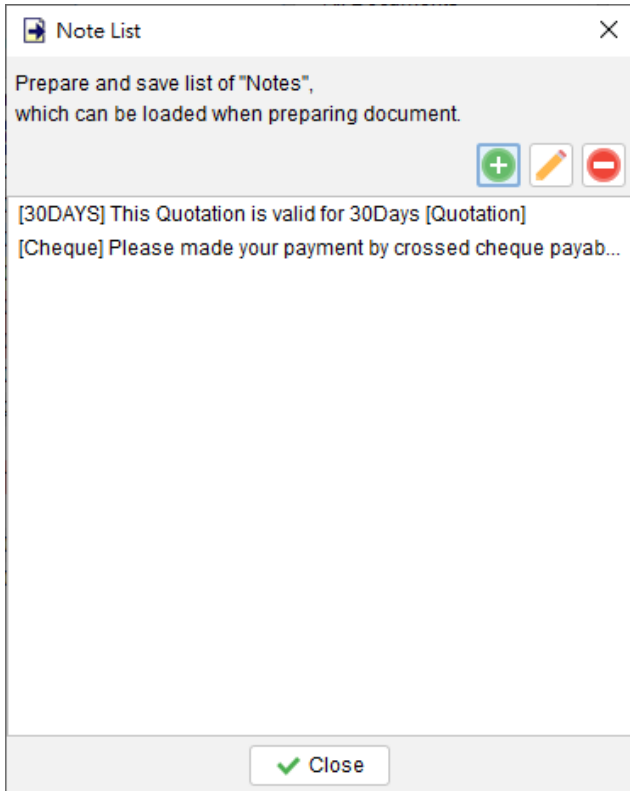 Note List
Prepare and save list of "Notes",
which can be loaded when preparing document.
[30DAYS] This Quotation is valid for 30Days [Quotation]
[Cheque] Please made your payment by crossed cheque payab...
Close